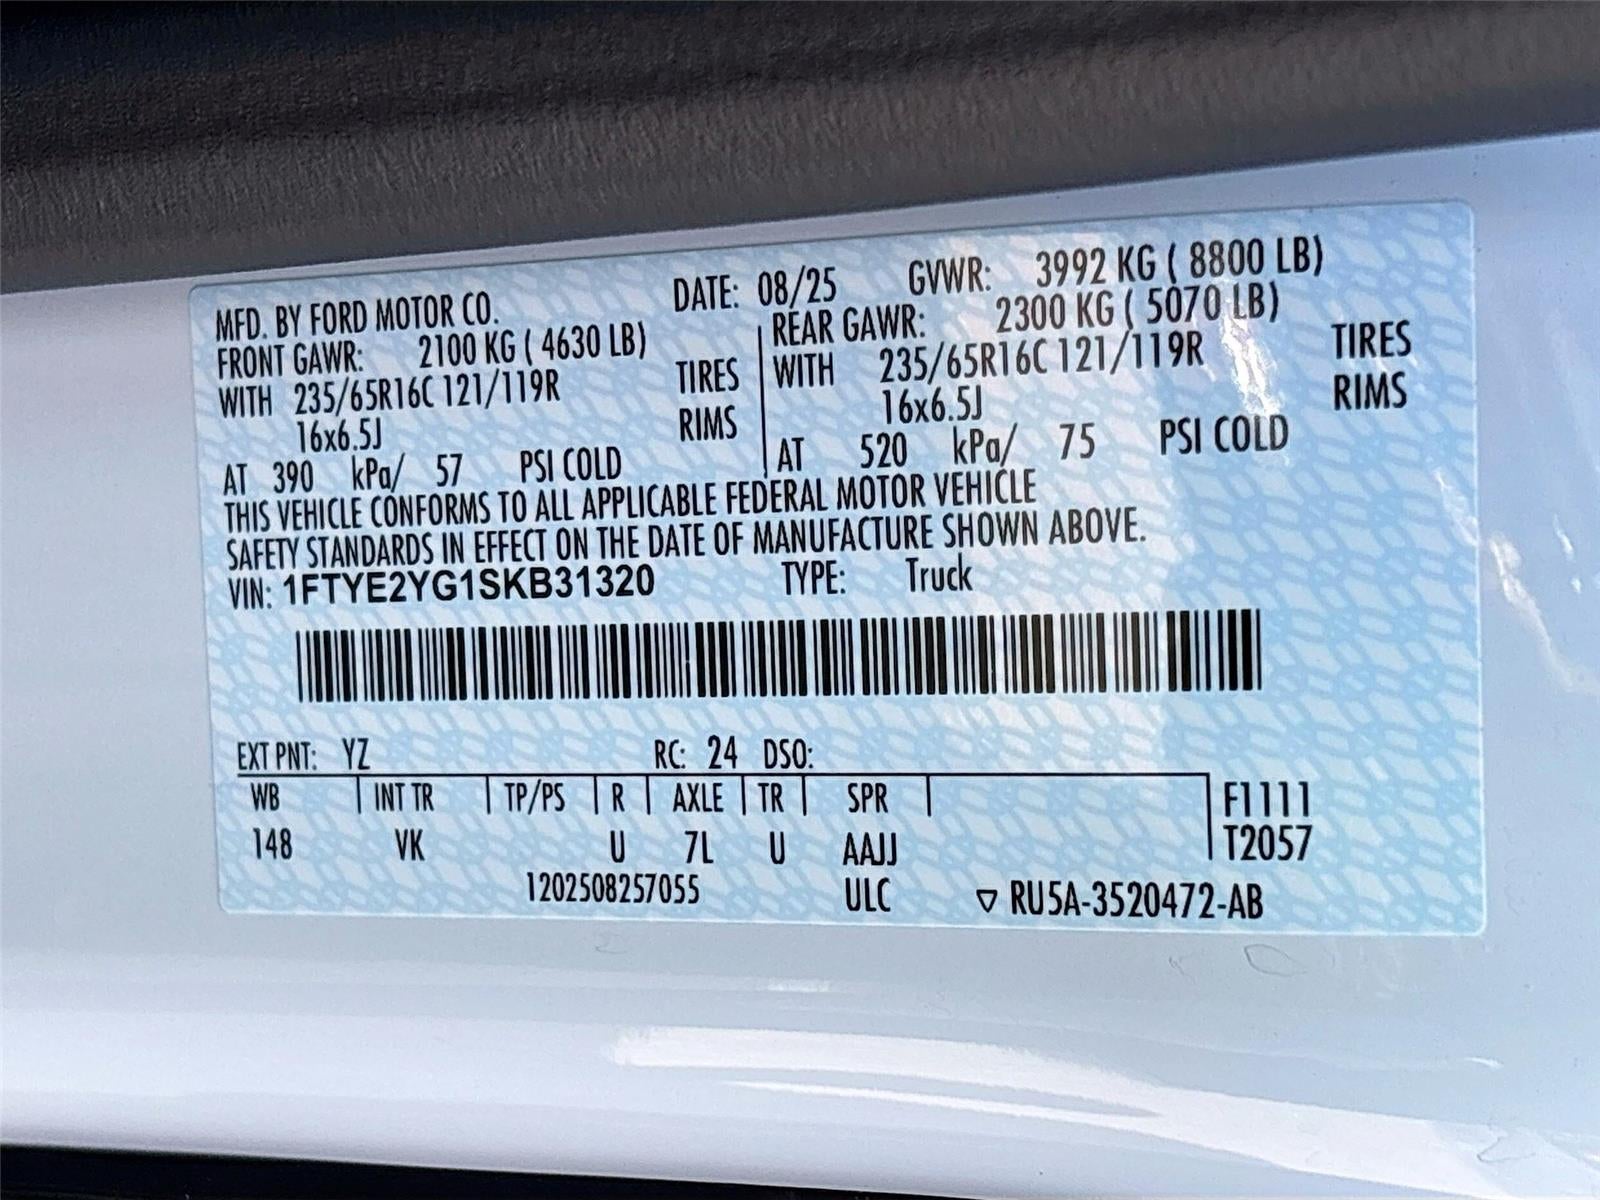 MFD. BY FORD MOTOR CO. DATE: 08/25 GVWR: 3992 KG ( 8800 LB)
FRONT GAWR: 2100 KG ( 4630 LB) REAR GAWR: 2300 KG ( 5070 LB)
WITH 235/65R16C 121/119R TIRES WITH 235/65R16C 121/119R TIRES
16x6.5J RIMS 16x6.5J RIMS
AT 390 kPa/ 57 PSI COLD AT 520 kPa/ 75 PSI COLD
THIS VEHICLE CONFORMS TO ALL APPLICABLE FEDERAL MOTOR VEHICLE
SAFETY STANDARDS IN EFFECT ON THE DATE OF MANUFACTURE SHOWN ABOVE.
VIN: 1FTYE2YG1SKB31320 TYPE: Truck
EXT PNT: YZ RC: 24 DSO:
WB INT TR TP/PS R AXLE TR SPR F1111
148 VK U 7L U AAJJ T2057
1202508257055 ULC ▽ RU5A-3520472-AB